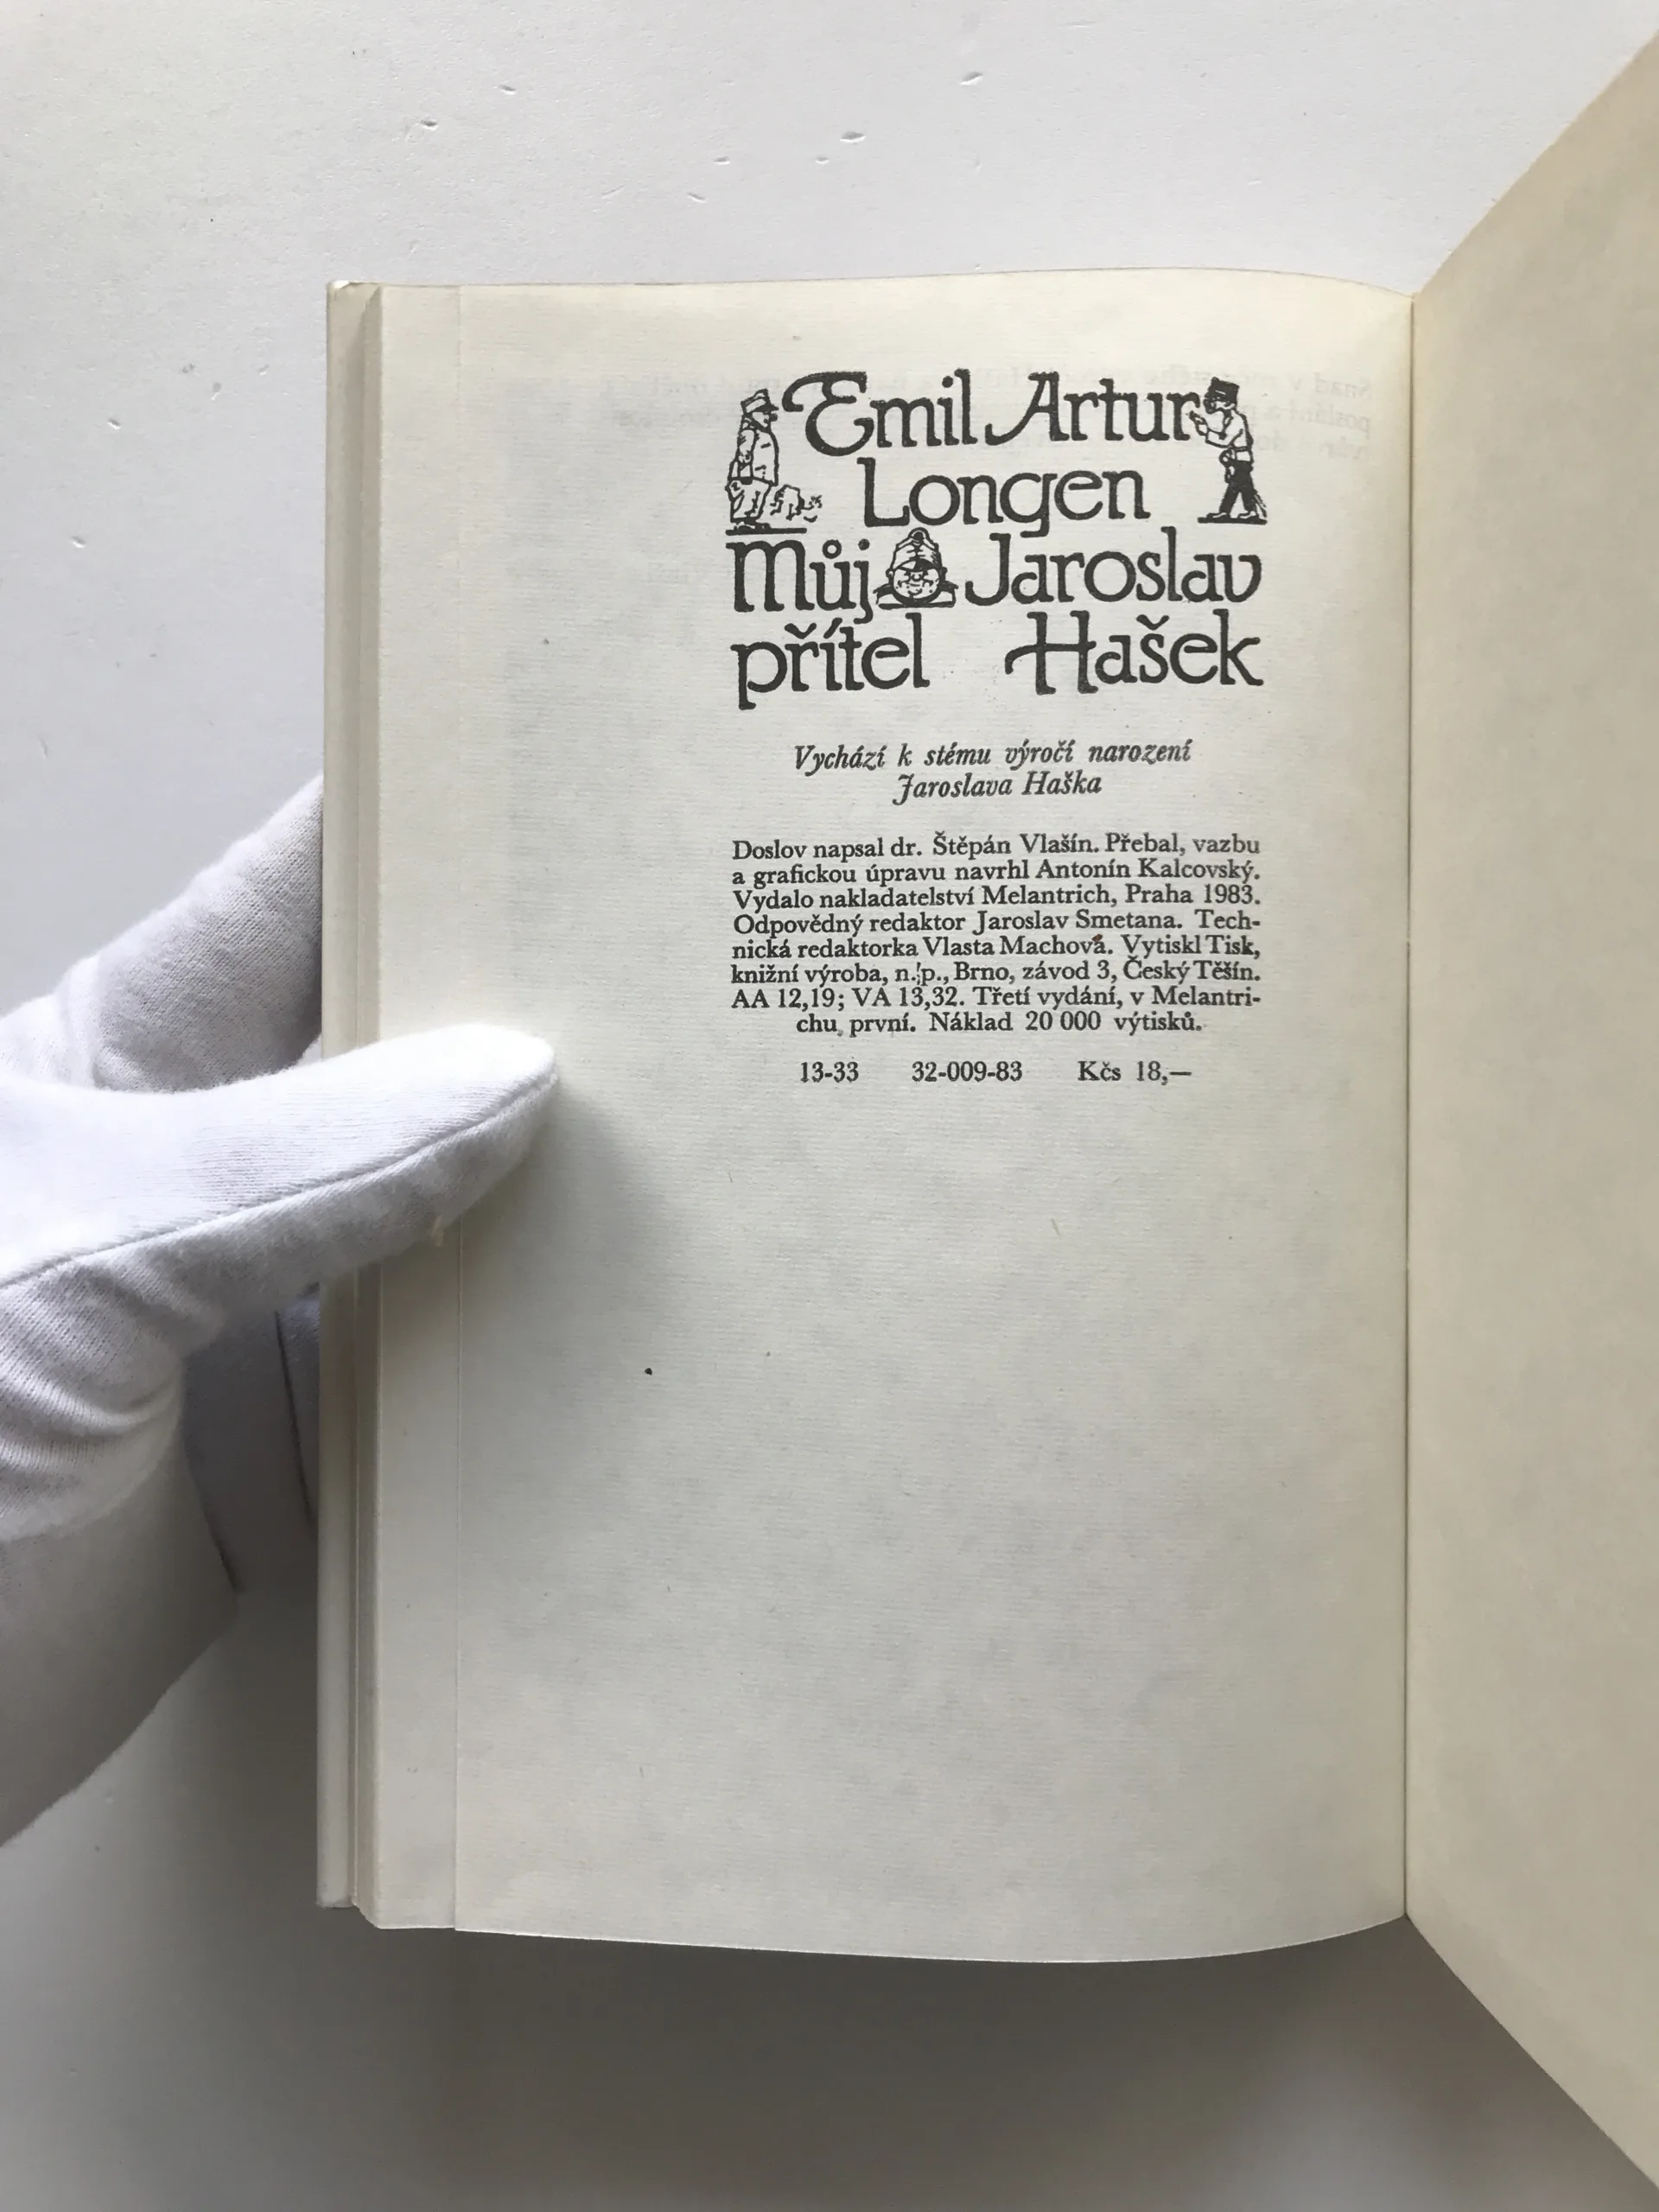 Emil Artur
Longen
Můj Jaroslav
přítel Hašek
Vychází k stému výročí narození
Jaroslava Haška
Doslov napsal dr. Štěpán Vlašín. Přebal, vazbu
a grafickou úpravu navrhl Antonín Kalcovský.
Vydalo nakladatelství Melantrich, Praha 1983.
Odpovědný redaktor Jaroslav Smetana. Tech-
nická redaktorka Vlasta Machová. Vytiskl Tisk,
knižní výroba, n. p., Brno, závod 3, Český Těšín.
AA 12,19; VA 13,32. Třetí vydání, v Melantri-
chu první. Náklad 20 000 výtisků.
13-33 32-009-83 Kčs 18,—